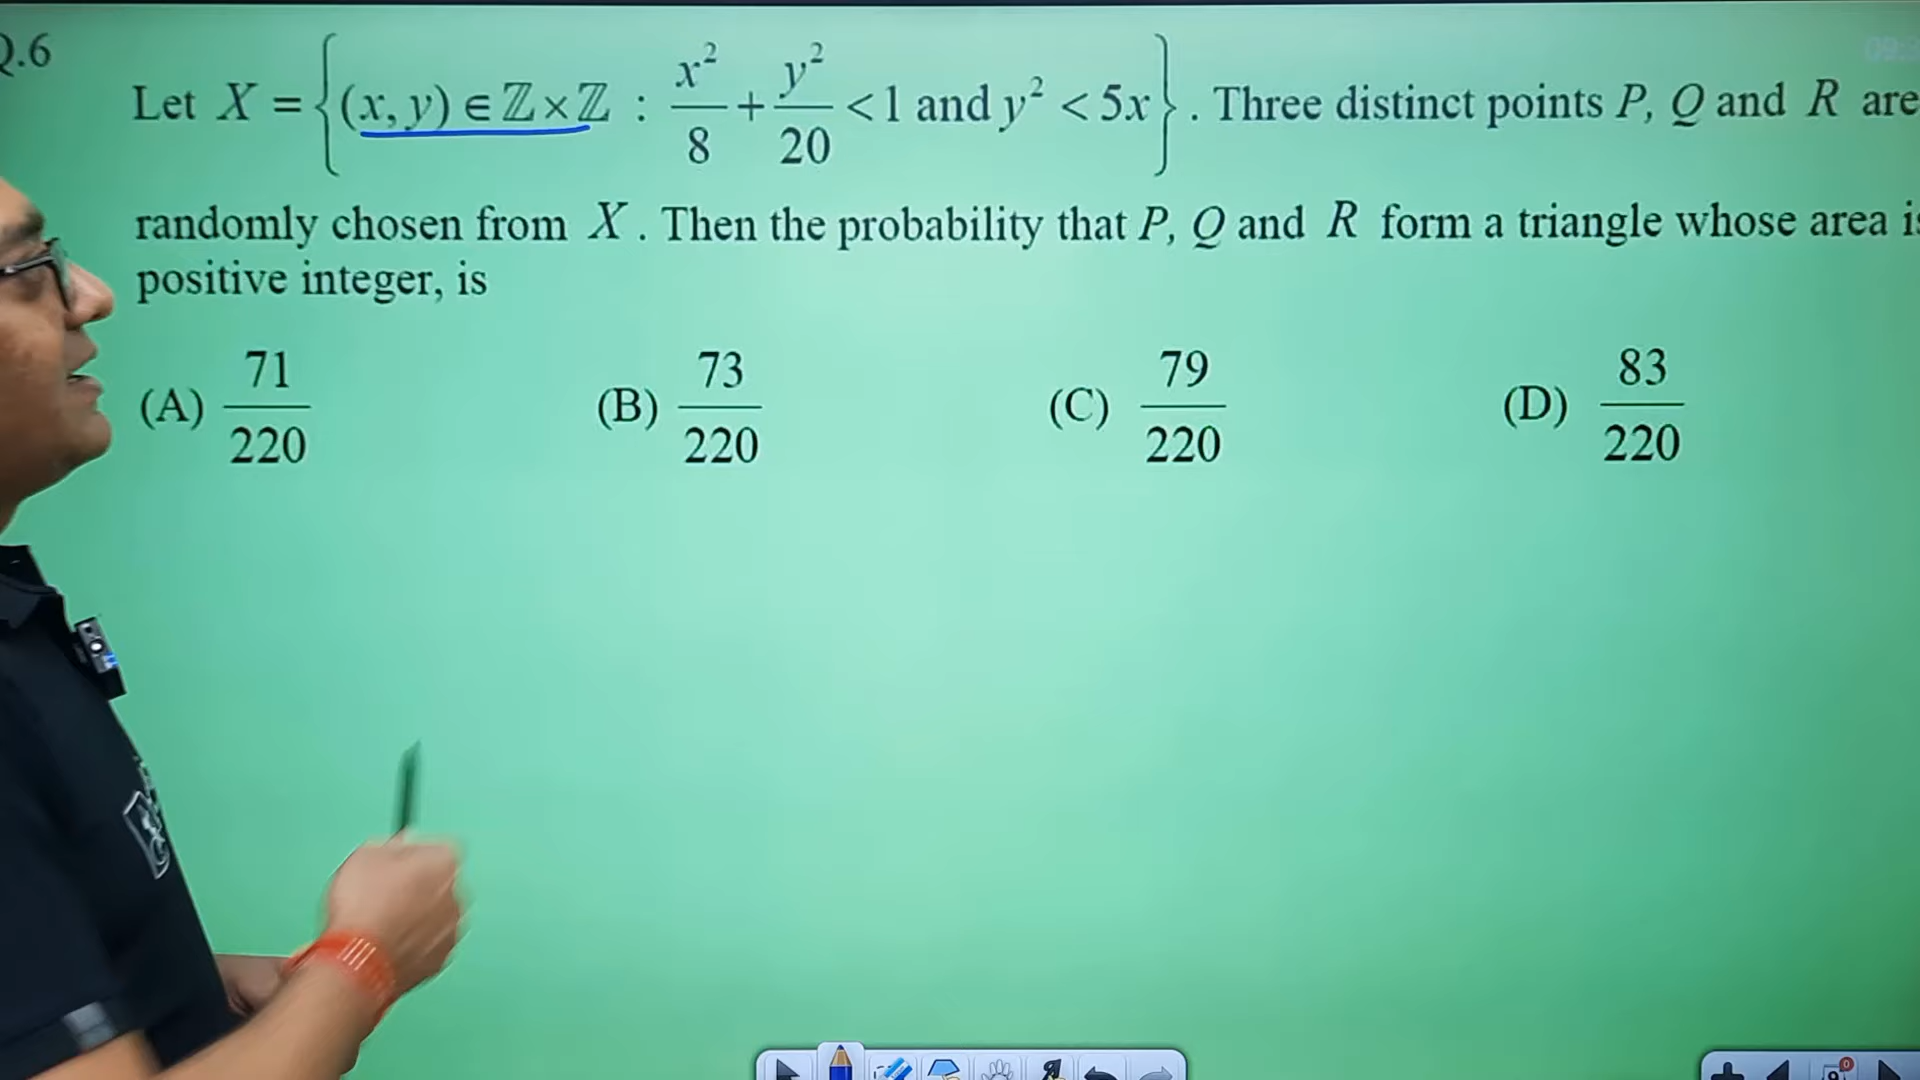 Q.6
Let X = {(x, y) ∈ ℤ × ℤ : x²/8 + y²/20 < 1 and y² < 5x}. Three distinct points P, Q and R are
randomly chosen from X. Then the probability that P, Q and R form a triangle whose area is
positive integer, is
(A) 71/220 (B) 73/220 (C) 79/220 (D) 83/220